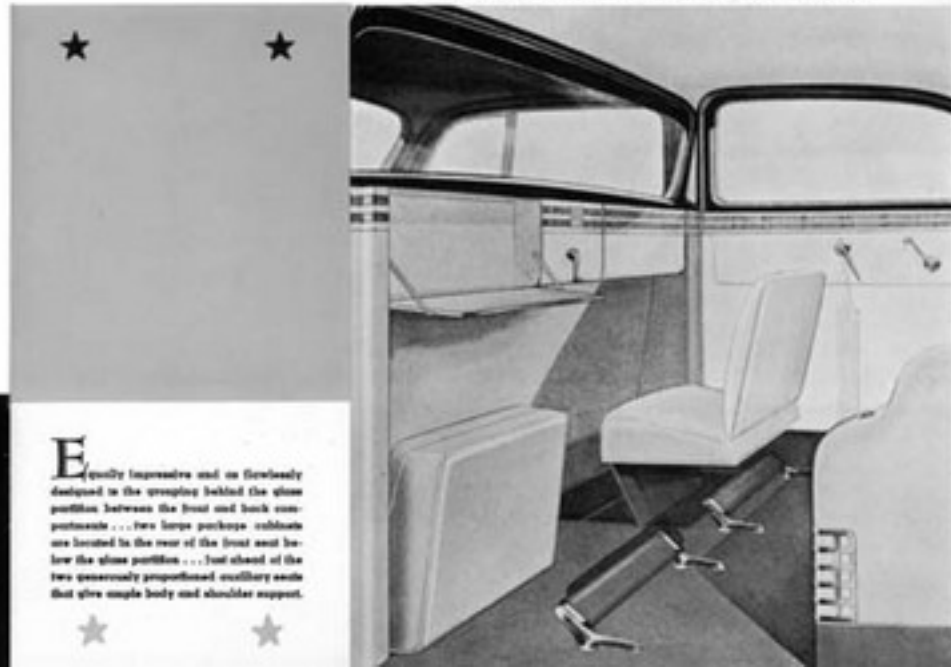 Equally impressive and as flawlessly
designed is the grouping behind the glass
partition between the front and back com-
partments . . . two large package cabinets
are located in the rear of the front seat be-
low the glass partition . . . Just ahead of the
two generously proportioned auxiliary seats
that give ample body and shoulder support.